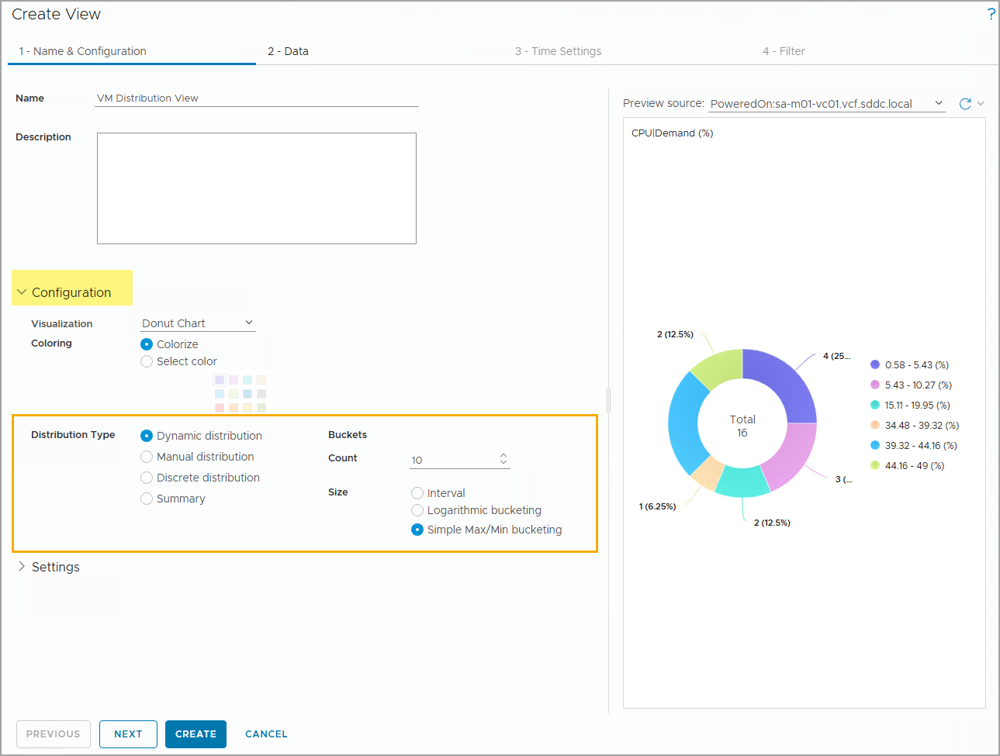 Create View
?
1 - Name & Configuration
2 - Data
3 - Time Settings
4 - Filter
Name
VM Distribution View
Description
Configuration
Visualization
Donut Chart
Coloring
Colorize
Select color
Distribution Type
Dynamic distribution
Manual distribution
Discrete distribution
Summary
Buckets
Count
10
Size
Interval
Logarithmic bucketing
Simple Max/Min bucketing
Settings
Preview source: PoweredOn:sa-m01-vc01.vcf.sddc.local
CPU|Demand (%)
2 (12.5%)
4 (25...
Total
16
3 (...
1 (6.25%)
2 (12.5%)
0.58 - 5.43 (%)
5.43 - 10.27 (%)
15.11 - 19.95 (%)
34.48 - 39.32 (%)
39.32 - 44.16 (%)
44.16 - 49 (%)
PREVIOUS
NEXT
CREATE
CANCEL